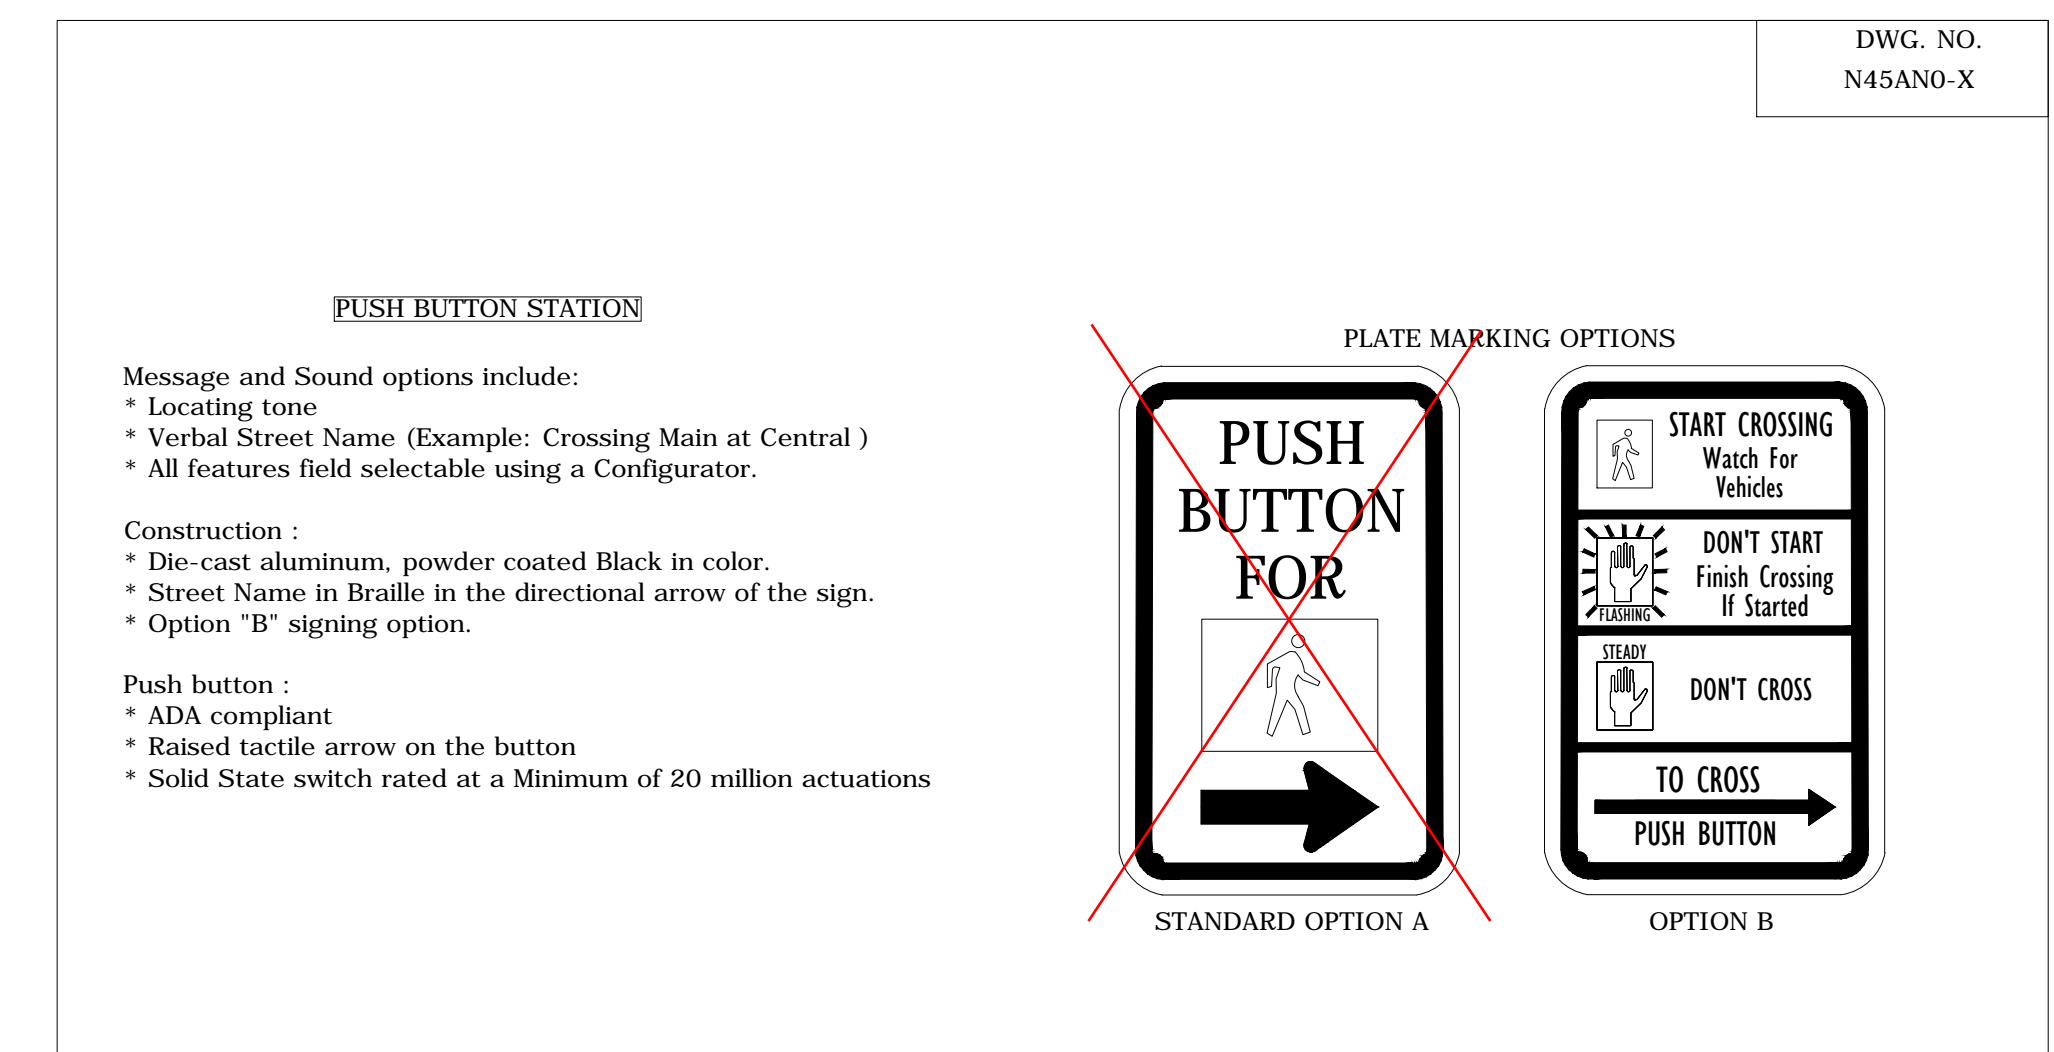 DWG. NO.
N45AN0-X
PUSH BUTTON STATION
Message and Sound options include:
* Locating tone
* Verbal Street Name (Example: Crossing Main at Central )
* All features field selectable using a Configurator.
Construction :
* Die-cast aluminum, powder coated Black in color.
* Street Name in Braille in the directional arrow of the sign.
* Option "B" signing option.
Push button :
* ADA compliant
* Raised tactile arrow on the button
* Solid State switch rated at a Minimum of 20 million actuations
PLATE MARKING OPTIONS
PUSH
BUTTON
FOR
STANDARD OPTION A
START CROSSING
Watch For
Vehicles
DON'T START
Finish Crossing
If Started
FLASHING
STEADY
DON'T CROSS
TO CROSS
PUSH BUTTON
OPTION B